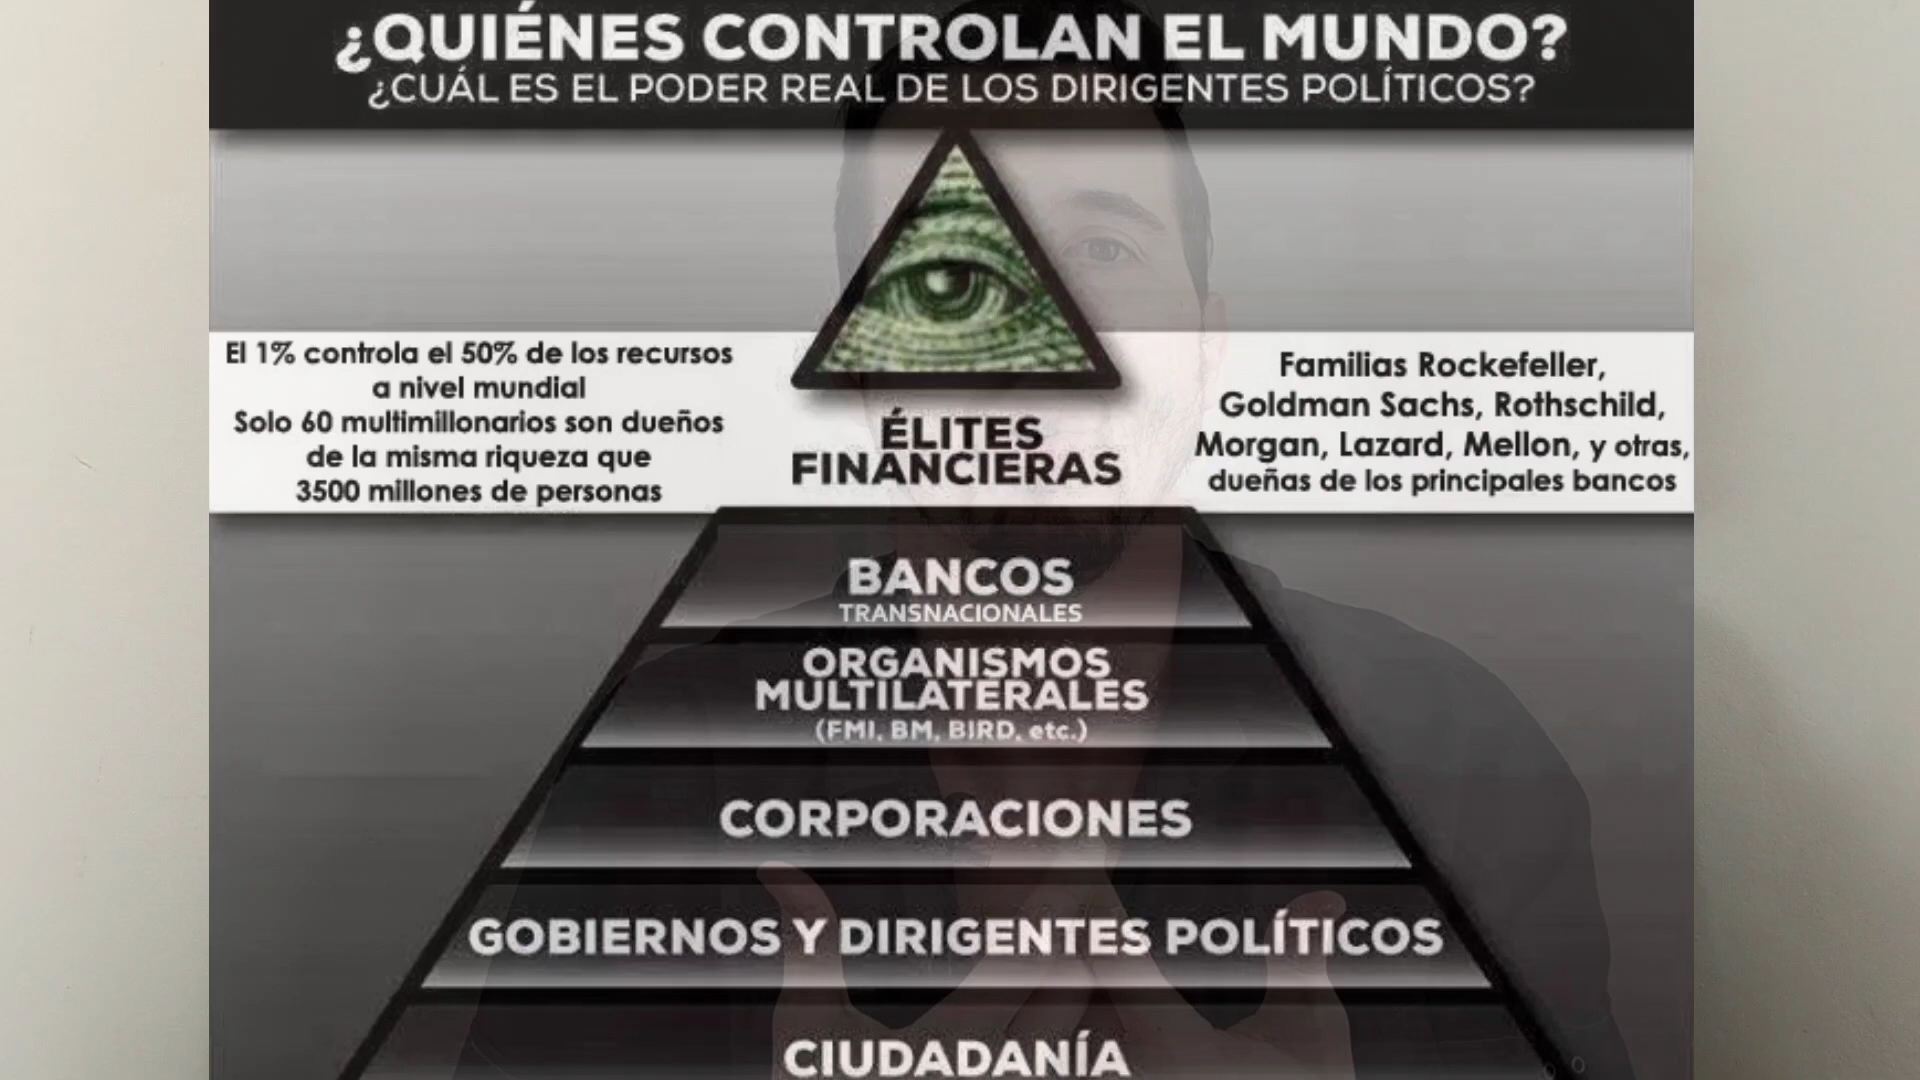 ¿QUIÉNES CONTROLAN EL MUNDO?
¿CUÁL ES EL PODER REAL DE LOS DIRIGENTES POLÍTICOS?
El 1% controla el 50% de los recursos
a nivel mundial
Solo 60 multimillonarios son dueños
de la misma riqueza que
3500 millones de personas
ÉLITES
FINANCIERAS
Familias Rockefeller,
Goldman Sachs, Rothschild,
Morgan, Lazard, Mellon, y otras,
dueñas de los principales bancos
BANCOS
TRANSNACIONALES
ORGANISMOS
MULTILATERALES
(FMI, BM, BIRD, etc.)
CORPORACIONES
GOBIERNOS Y DIRIGENTES POLÍTICOS
CIUDADANÍA